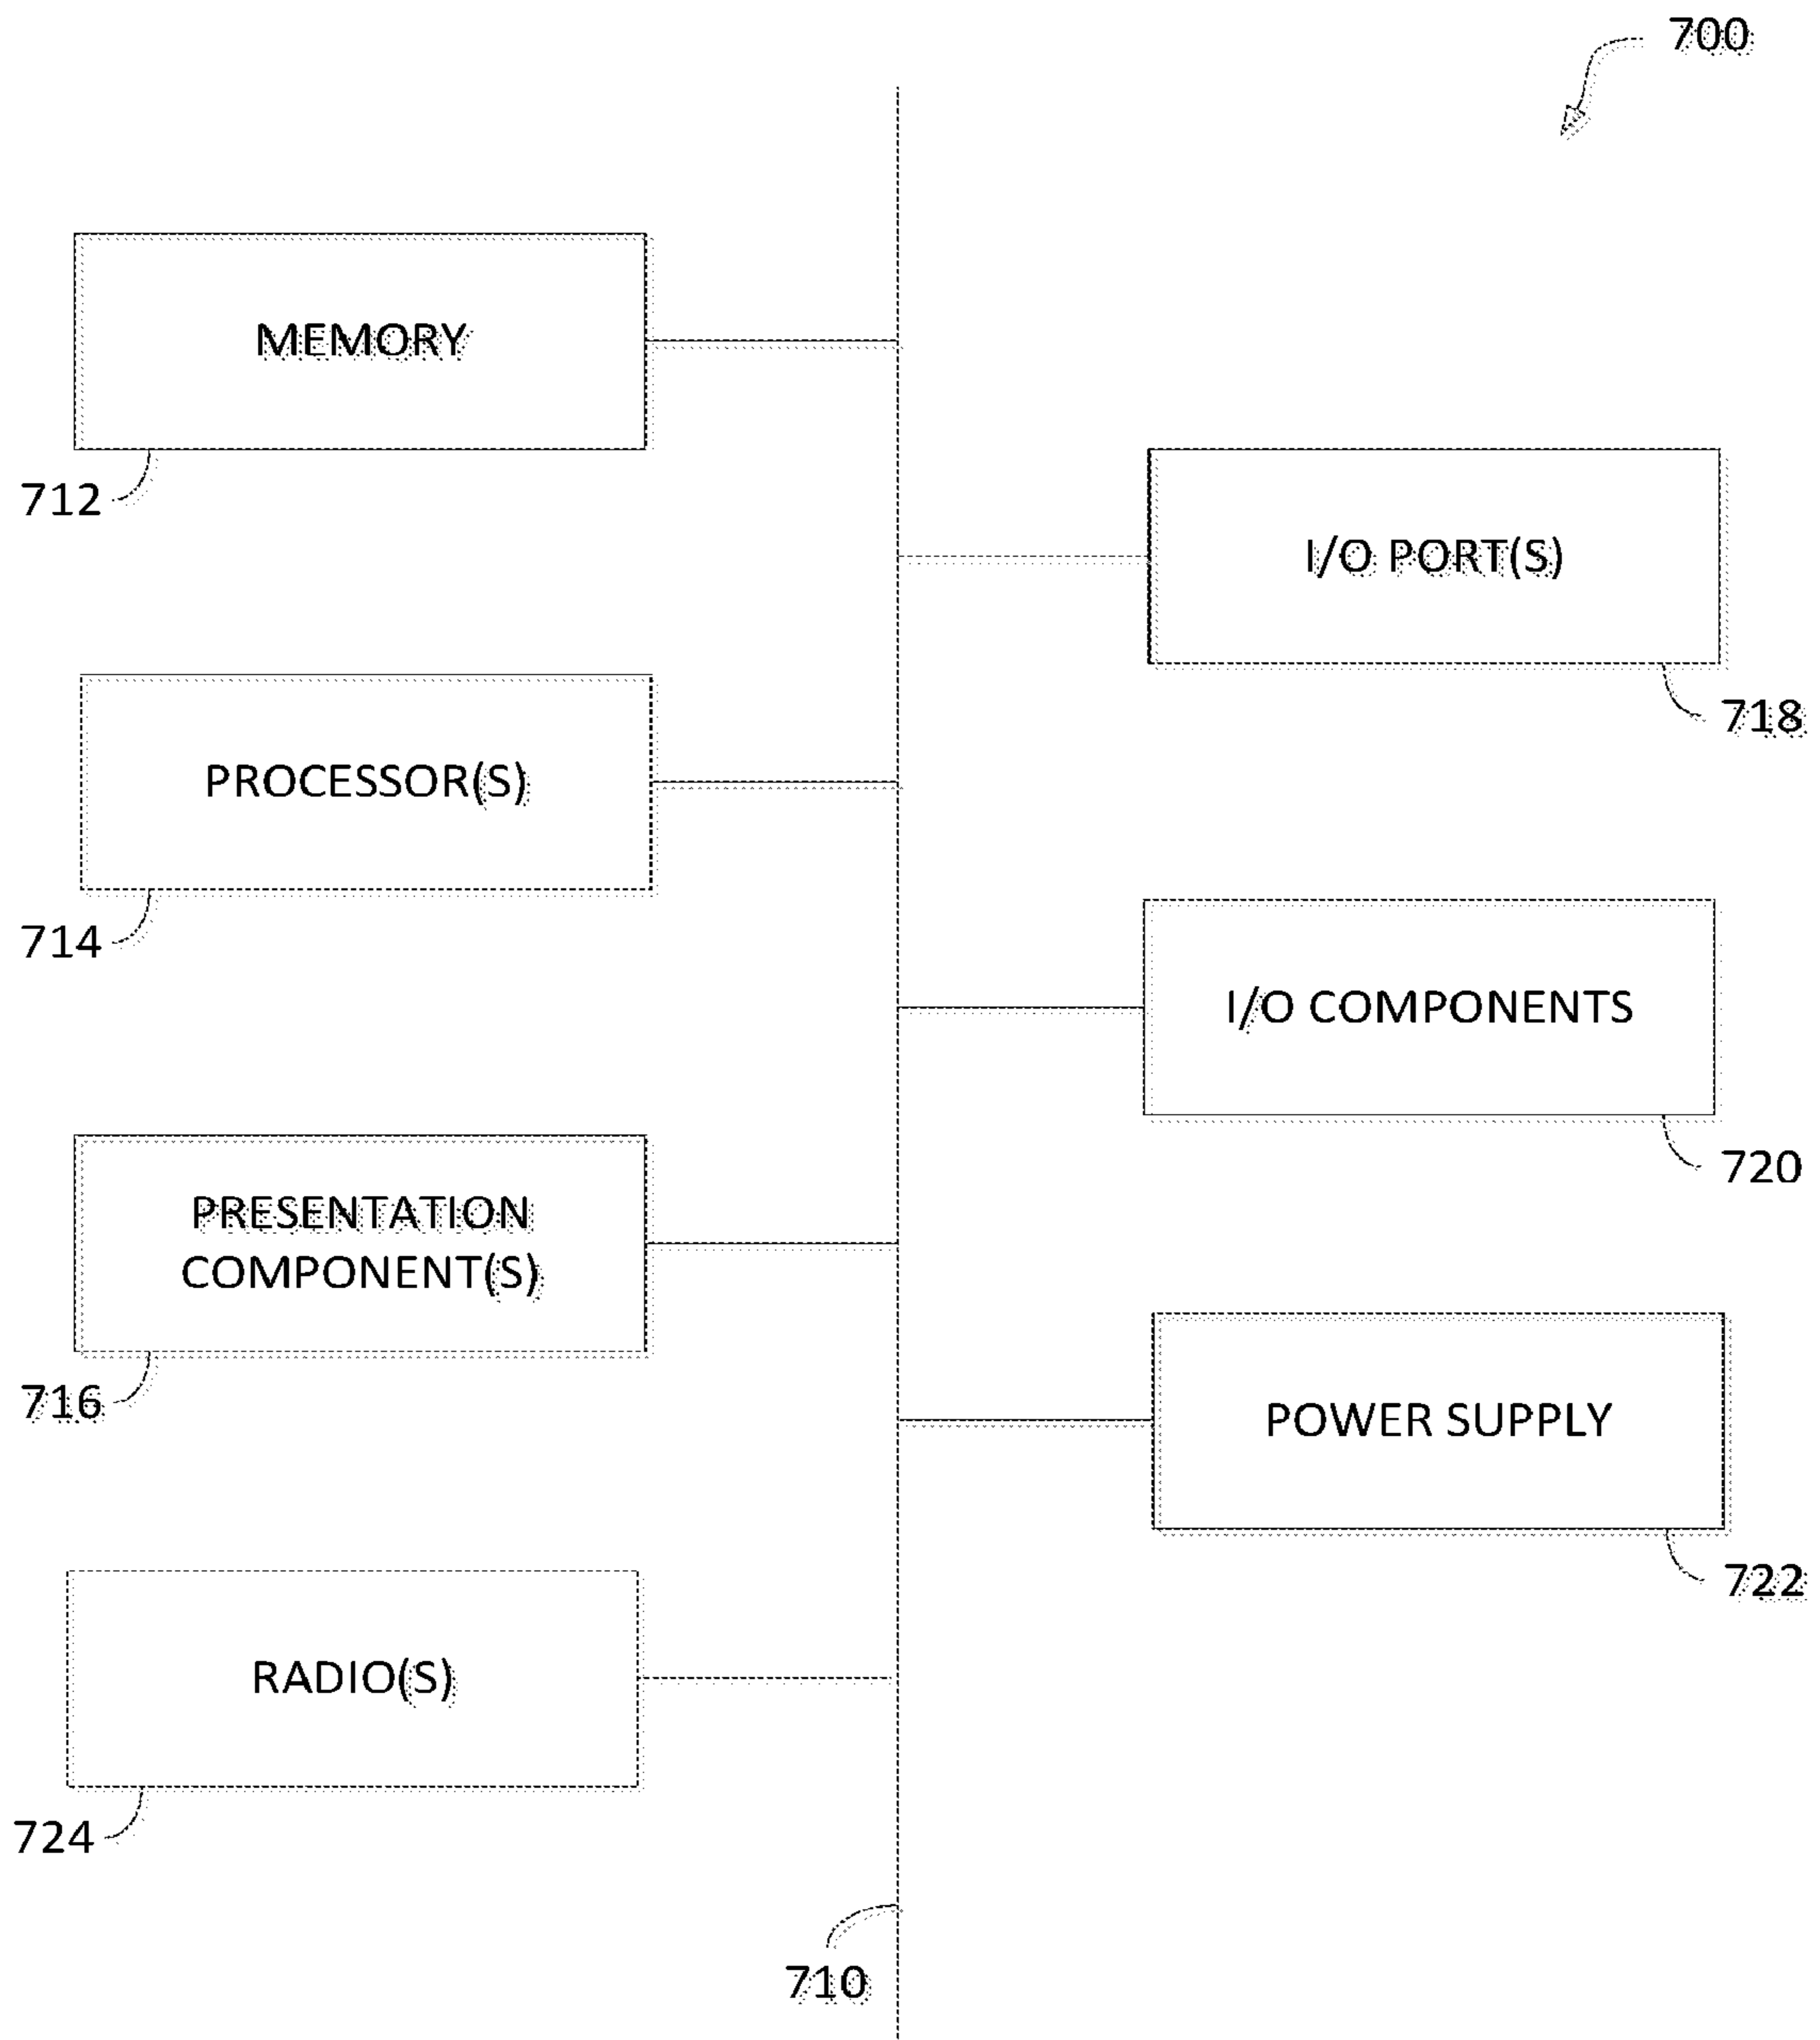 700
MEMORY
712
I/O PORT(S)
718
PROCESSOR(S)
714
I/O COMPONENTS
720
PRESENTATION
COMPONENT(S)
716
POWER SUPPLY
722
RADIO(S)
724
710